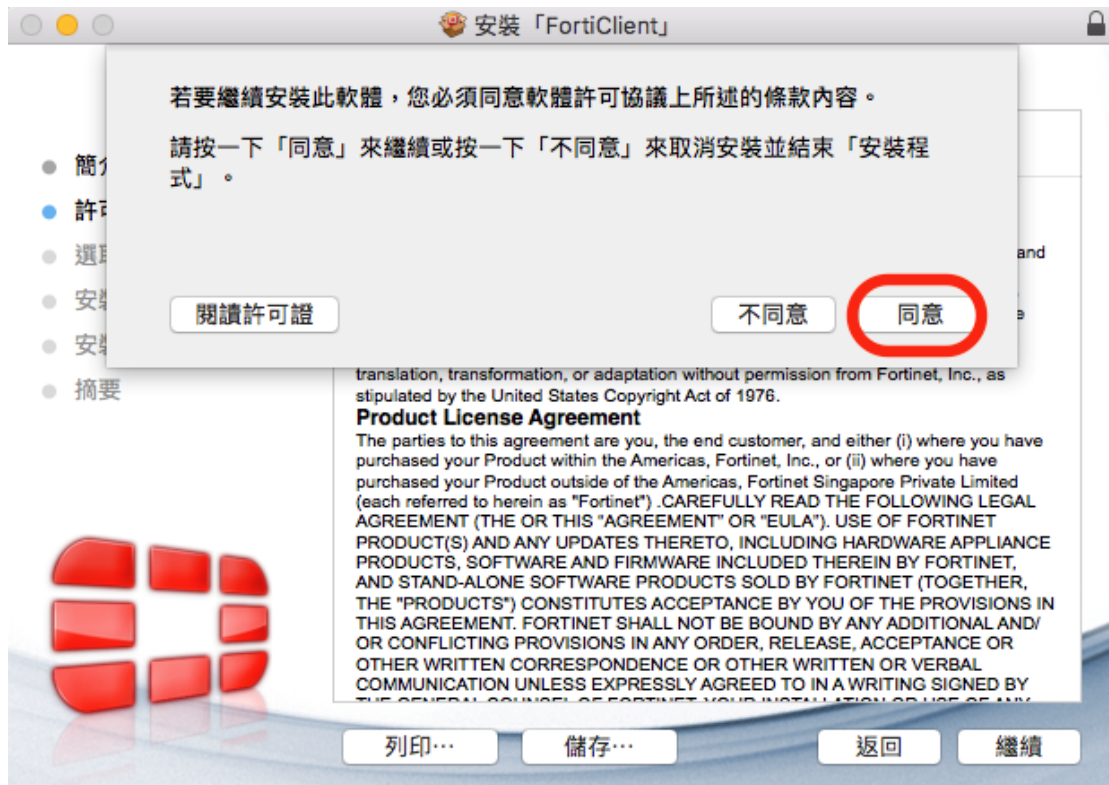 安裝「FortiClient」
若要繼續安裝此軟體,您必須同意軟體許可協議上所述的條款內容。
請按一下「同意」來繼續或按一下「不同意」來取消安裝並結束「安裝程
式」。
閱讀許可證
不同意
同意
簡
許
選
安
安
摘要
and
translation, transformation, or adaptation without permission from Fortinet, Inc., as
stipulated by the United States Copyright Act of 1976.
Product License Agreement
The parties to this agreement are you, the end customer, and either (i) where you have
purchased your Product within the Americas, Fortinet, Inc., or (ii) where you have
purchased your Product outside of the Americas, Fortinet Singapore Private Limited
(each referred to herein as "Fortinet") .CAREFULLY READ THE FOLLOWING LEGAL
AGREEMENT (THE OR THIS "AGREEMENT" OR "EULA"). USE OF FORTINET
PRODUCT(S) AND ANY UPDATES THERETO, INCLUDING HARDWARE APPLIANCE
PRODUCTS, SOFTWARE AND FIRMWARE INCLUDED THEREIN BY FORTINET,
AND STAND-ALONE SOFTWARE PRODUCTS SOLD BY FORTINET (TOGETHER,
THE "PRODUCTS") CONSTITUTES ACCEPTANCE BY YOU OF THE PROVISIONS IN
THIS AGREEMENT. FORTINET SHALL NOT BE BOUND BY ANY ADDITIONAL AND/
OR CONFLICTING PROVISIONS IN ANY ORDER, RELEASE, ACCEPTANCE OR
OTHER WRITTEN CORRESPONDENCE OR OTHER WRITTEN OR VERBAL
COMMUNICATION UNLESS EXPRESSLY AGREED TO IN A WRITING SIGNED BY
列印…
儲存…
返回
繼續